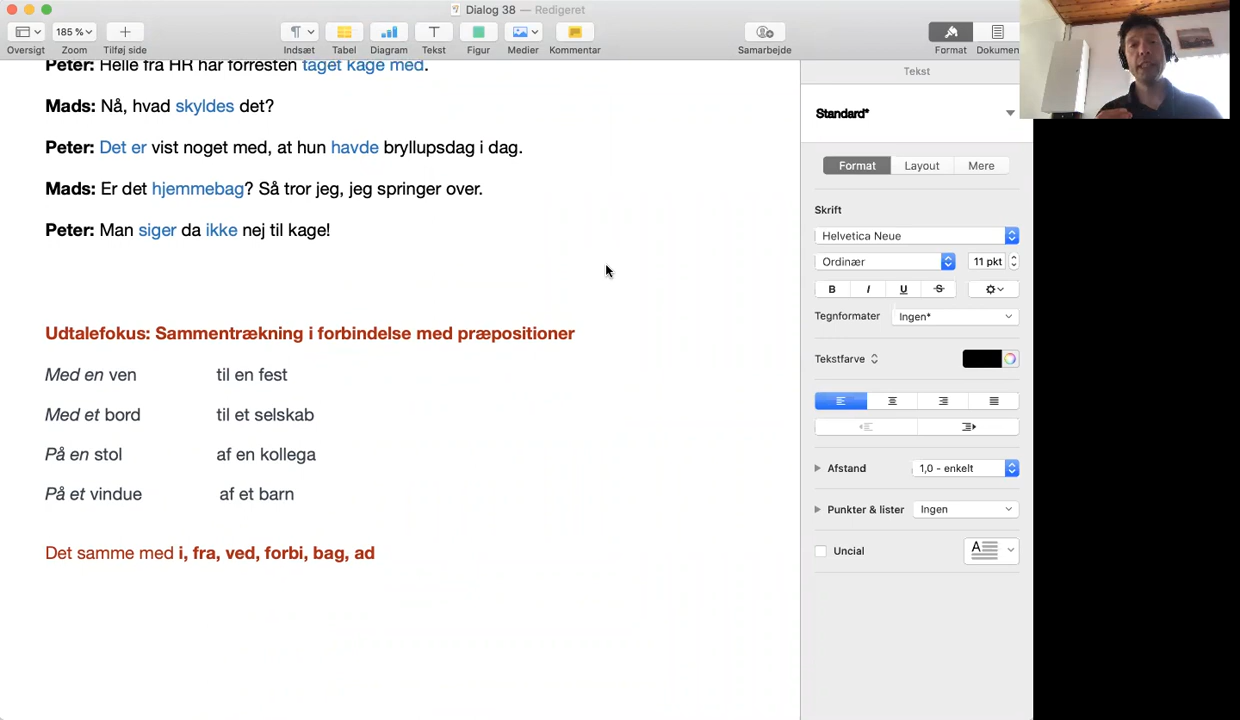 Dialog 38 — Redigeret
185 %
Oversigt Zoom Tilføj side Indsæt Tabel Diagram Tekst Figur Medier Kommentar Samarbejde Format Dokumen
Peter: Helle fra HR har forresten taget kage med.
Mads: Nå, hvad skyldes det?
Peter: Det er vist noget med, at hun havde bryllupsdag i dag.
Mads: Er det hjemmebag? Så tror jeg, jeg springer over.
Peter: Man siger da ikke nej til kage!
Udtalefokus: Sammentrækning i forbindelse med præpositioner
Med en ven til en fest
Med et bord til et selskab
På en stol af en kollega
På et vindue af et barn
Det samme med i, fra, ved, forbi, bag, ad
Tekst
Standard*
Format Layout Mere
Skrift
Helvetica Neue
Ordinær 11 pkt
B I U S
Tegnformater Ingen*
Tekstfarve
Afstand 1,0 - enkelt
Punkter & lister Ingen
Uncial A